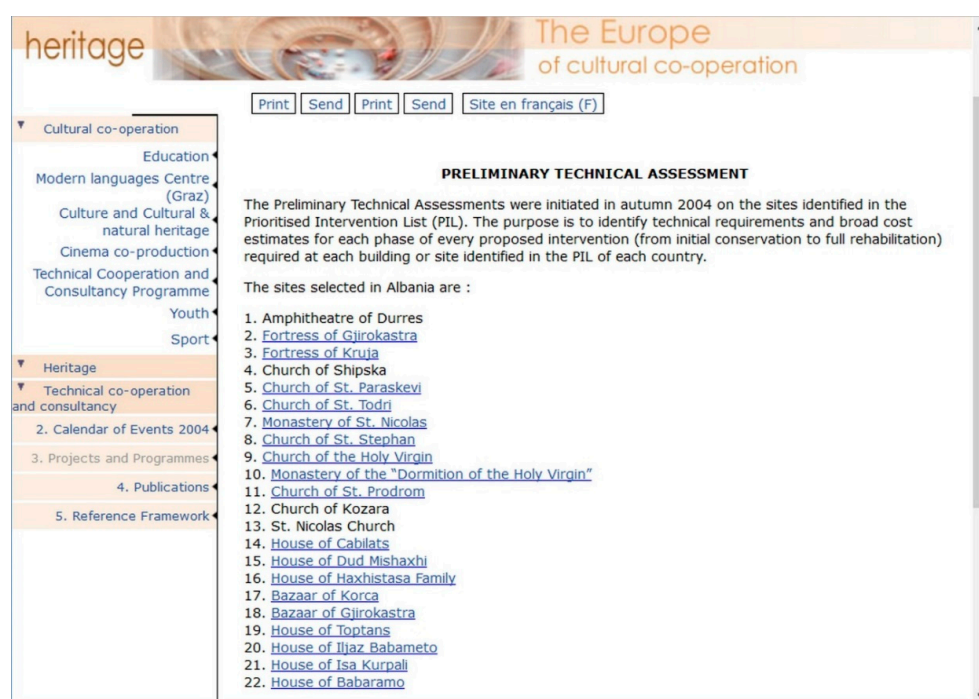 heritage
The Europe
of cultural co-operation
Print Send Print Send Site en français (F)
Cultural co-operation
Education
Modern languages Centre
(Graz)
Culture and Cultural &
natural heritage
Cinema co-production
Technical Cooperation and
Consultancy Programme
Youth
Sport
Heritage
Technical co-operation
and consultancy
2. Calendar of Events 2004
3. Projects and Programmes
4. Publications
5. Reference Framework
PRELIMINARY TECHNICAL ASSESSMENT
The Preliminary Technical Assessments were initiated in autumn 2004 on the sites identified in the
Prioritised Intervention List (PIL). The purpose is to identify technical requirements and broad cost
estimates for each phase of every proposed intervention (from initial conservation to full rehabilitation)
required at each building or site identified in the PIL of each country.
The sites selected in Albania are :
1. Amphitheatre of Durres
2. Fortress of Gjirokastra
3. Fortress of Kruja
4. Church of Shipska
5. Church of St. Paraskevi
6. Church of St. Todri
7. Monastery of St. Nicolas
8. Church of St. Stephan
9. Church of the Holy Virgin
10. Monastery of the “Dormition of the Holy Virgin”
11. Church of St. Prodrom
12. Church of Kozara
13. St. Nicolas Church
14. House of Cabilats
15. House of Dud Mishaxhi
16. House of Haxhistasa Family
17. Bazaar of Korca
18. Bazaar of Gjirokastra
19. House of Toptans
20. House of Iljaz Babameto
21. House of Isa Kurpali
22. House of Babaramo